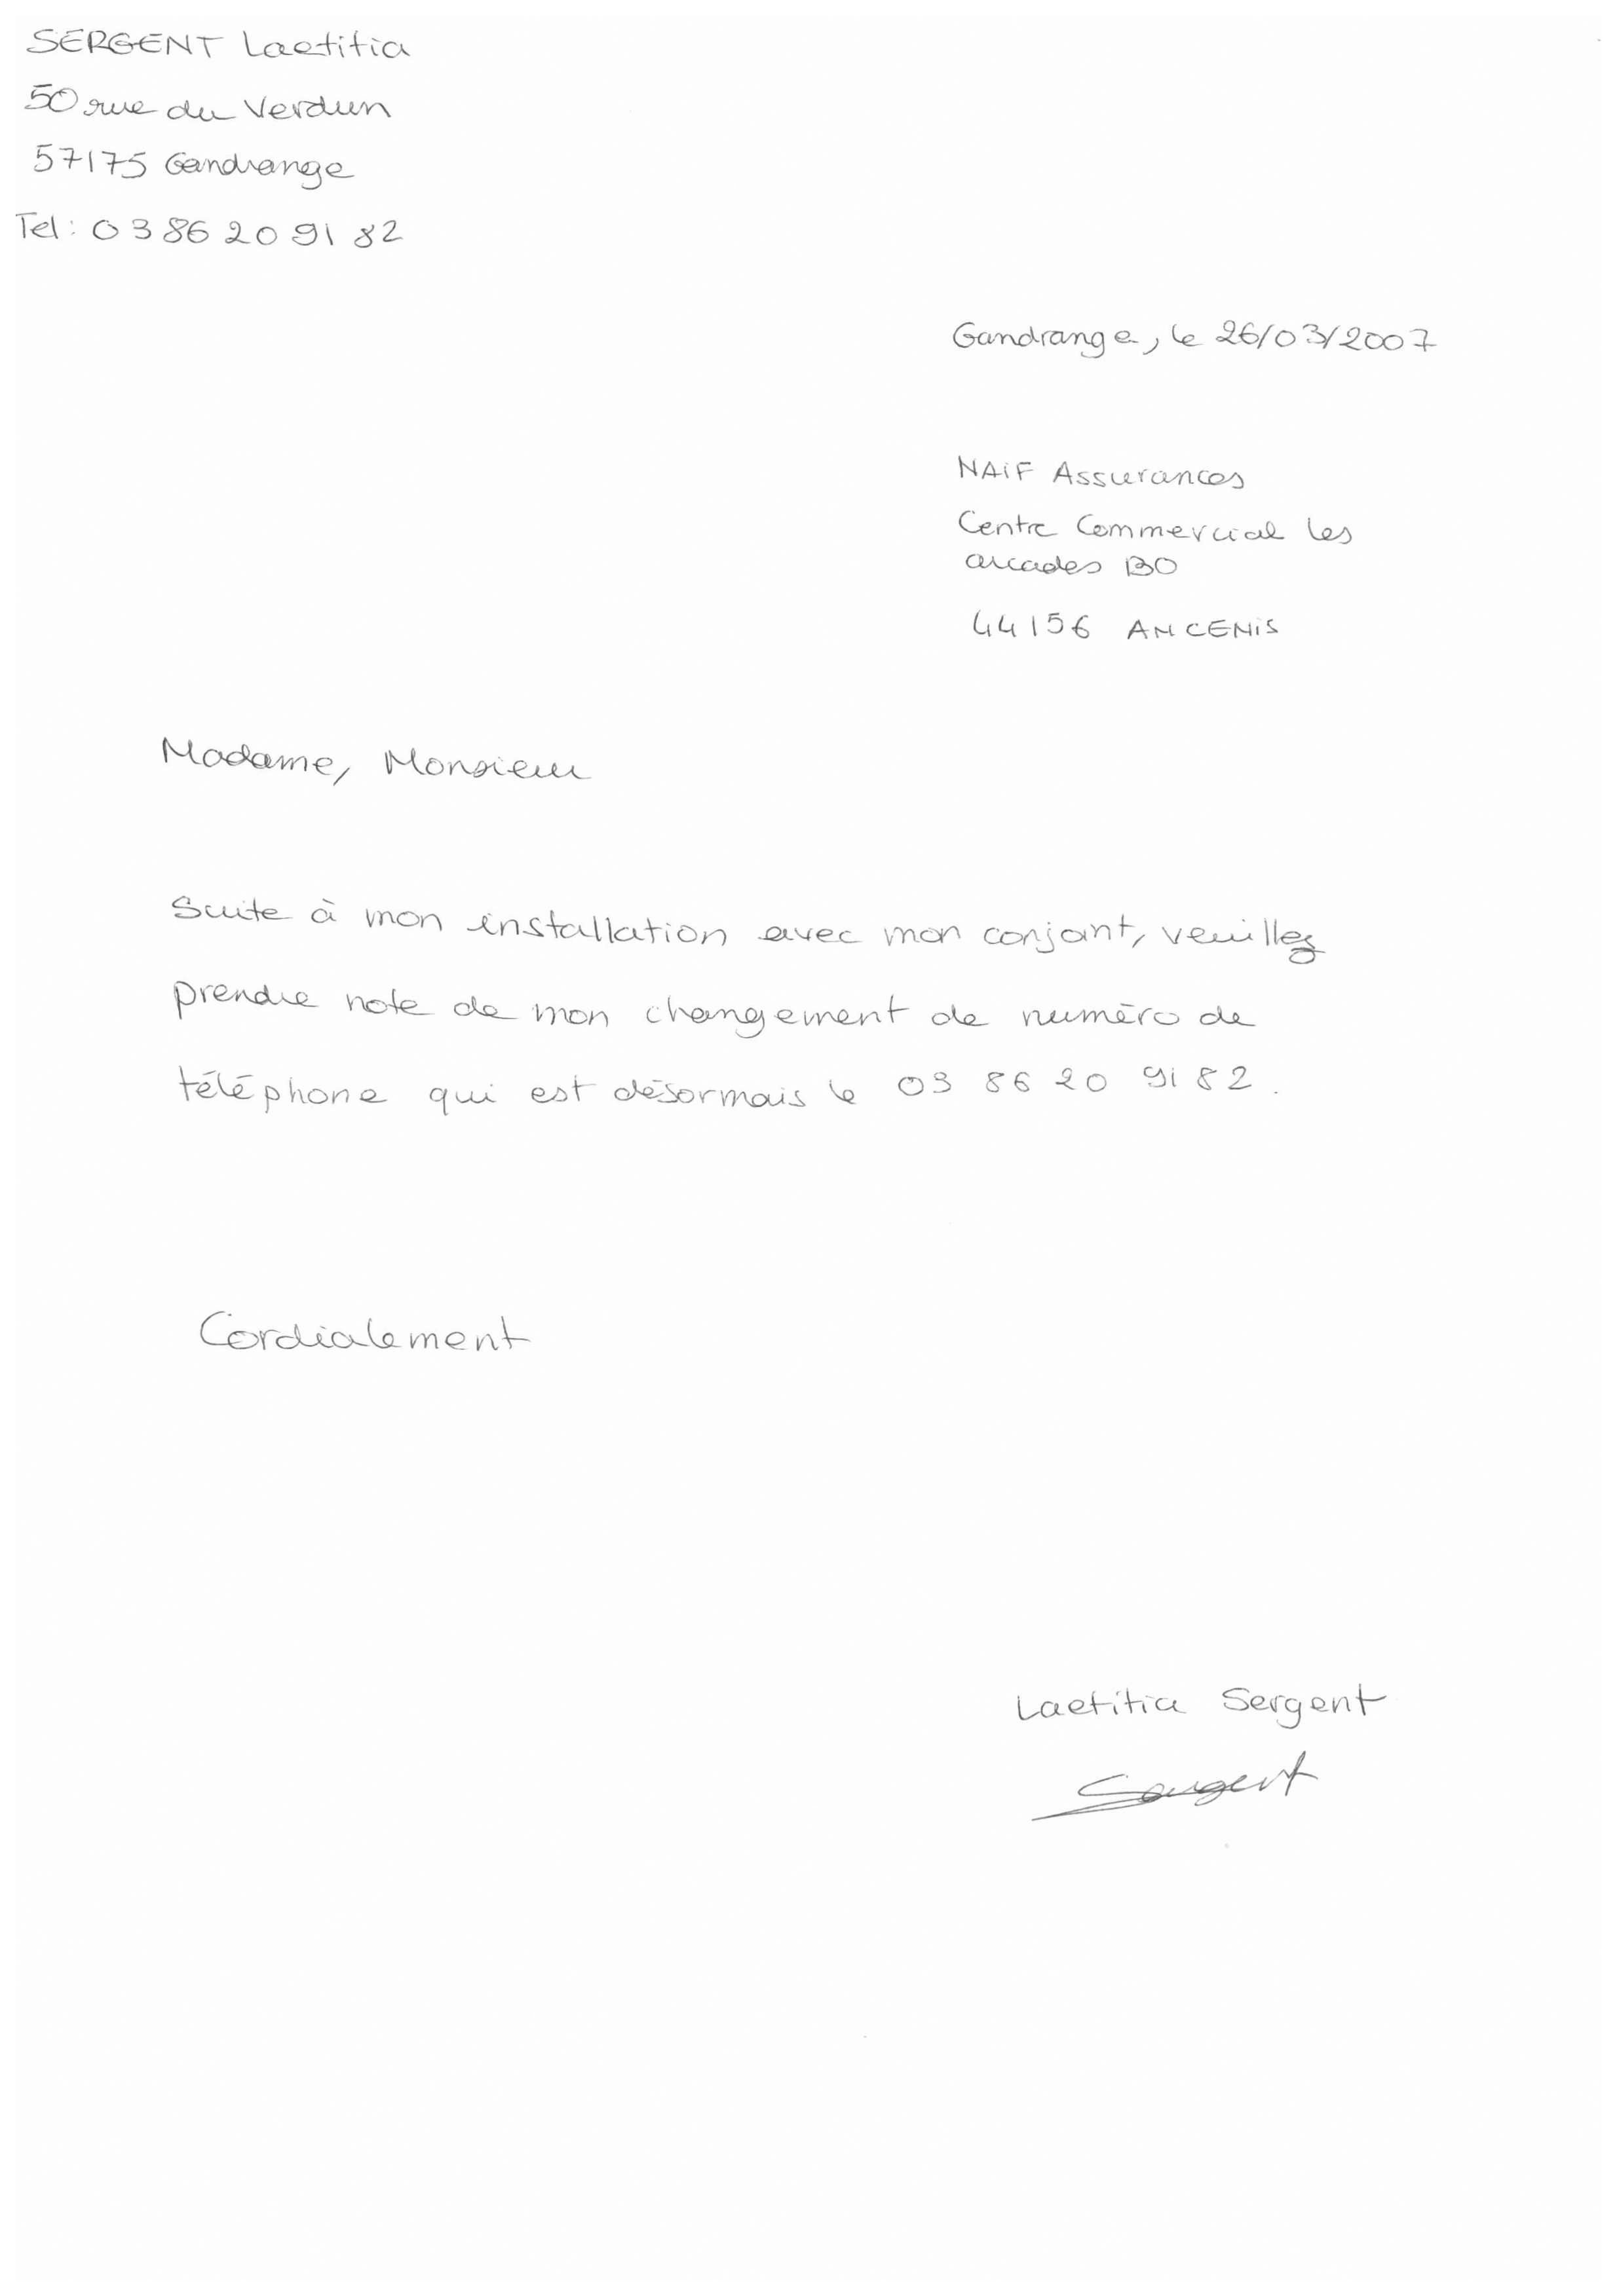 SERGENT Laetitia
50 rue du Verdun
57175 Gandrange
Tel : 03 86 20 91 82
Gandrange, le 26/03/2007
NAiF Assurances
Centre Commercial les
arcades BO
44156 ANCENiS
Madame, Monsieur
Suite à mon installation avec mon conjoint, veuillez
prendre note de mon changement de numéro de
téléphone qui est désormais le 03 86 20 91 82.
Cordialement
Laetitia Sergent
Sergent